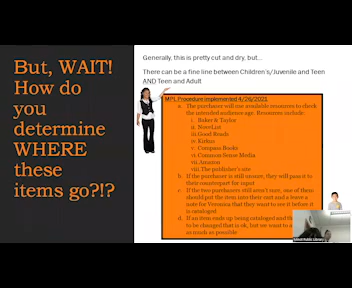 But, WAIT!
How do
you
determine
WHERE
these
items go?!?
Generally, this is pretty cut and dry, but...
There can be a fine line between Children's/Juvenile and Teen
AND Teen and Adult
MPL Procedure implemented 4/26/2021
a. The purchaser will use available resources to check
the intended audience age. Resources include:
i. Baker & Taylor
ii. NoveList
iii. Good Reads
iv. Kirkus
v. Compass Books
vi. Common Sense Media
vii. Amazon
viii. The publisher's site
b. If the purchaser is still unsure, they will pass it to
their counterpart for input
c. If the two purchasers still aren't sure, one of them
should put the item into their cart and a leave a
note for Veronica that they want to see it before it
is cataloged
d. If an item ends up being cataloged and
to be changed that is ok, but we want to
as much as possible
Public Library